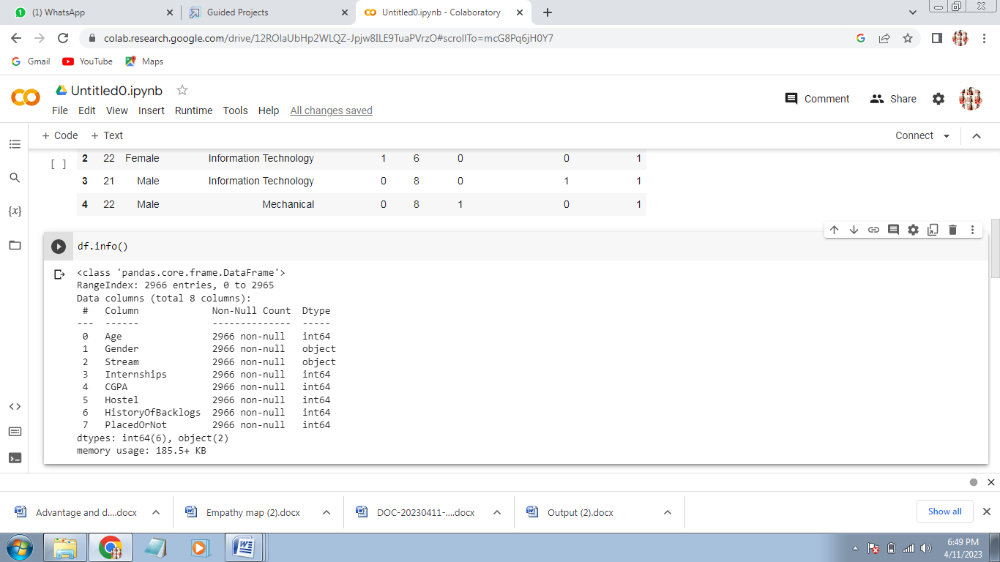 (1) WhatsApp
Guided Projects
Untitled0.ipynb - Colaboratory
colab.research.google.com/drive/12ROlaUbHp2WLQZ-Jpjw8ILE9TuaPVrzO#scrollTo=mcG8Pq6jH0Y7
Gmail YouTube Maps
Untitled0.ipynb
File Edit View Insert Runtime Tools Help All changes saved
Comment Share
+ Code + Text
Connect
[ ]
2 22 Female Information Technology 1 6 0 0 1
3 21 Male Information Technology 0 8 0 1 1
4 22 Male Mechanical 0 8 1 0 1
{x}
df.info()
<class 'pandas.core.frame.DataFrame'>
RangeIndex: 2966 entries, 0 to 2965
Data columns (total 8 columns):
# Column Non-Null Count Dtype
--- ------ -------------- -----
0 Age 2966 non-null int64
1 Gender 2966 non-null object
2 Stream 2966 non-null object
3 Internships 2966 non-null int64
4 CGPA 2966 non-null int64
5 Hostel 2966 non-null int64
6 HistoryOfBacklogs 2966 non-null int64
7 PlacedOrNot 2966 non-null int64
dtypes: int64(6), object(2)
memory usage: 185.5+ KB
Advantage and d....docx
Empathy map (2).docx
DOC-20230411-....docx
Output (2).docx
Show all
6:49 PM
4/11/2023